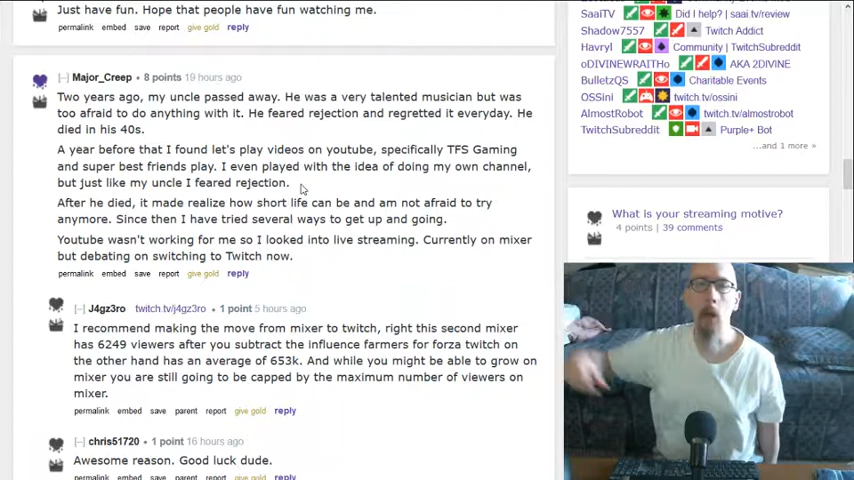 Just have fun. Hope that people have fun watching me.
permalink embed save report give gold reply
[–] Major_Creep • 8 points 19 hours ago
Two years ago, my uncle passed away. He was a very talented musician but was
too afraid to do anything with it. He feared rejection and regretted it everyday. He
died in his 40s.
A year before that I found let's play videos on youtube, specifically TFS Gaming
and super best friends play. I even played with the idea of doing my own channel,
but just like my uncle I feared rejection.
After he died, it made realize how short life can be and am not afraid to try
anymore. Since then I have tried several ways to get up and going.
Youtube wasn't working for me so I looked into live streaming. Currently on mixer
but debating on switching to Twitch now.
permalink embed save report give gold reply
[–] J4gz3ro twitch.tv/j4gz3ro • 1 point 5 hours ago
I recommend making the move from mixer to twitch, right this second mixer
has 6249 viewers after you subtract the influence farmers for forza twitch on
the other hand has an average of 653k. And while you might be able to grow on
mixer you are still going to be capped by the maximum number of viewers on
mixer.
permalink embed save parent report give gold reply
[–] chris51720 • 1 point 16 hours ago
Awesome reason. Good luck dude.
permalink embed save parent report give gold reply
SaaiTV Did I help? | saai.tv/review
Shadow7557 Twitch Addict
Havryl Community | TwitchSubreddit
oDIVINEWRAITHo AKA 2DIVINE
BulletzQS Charitable Events
OSSini twitch.tv/ossini
AlmostRobot twitch.tv/almostrobot
TwitchSubreddit Purple+ Bot
...and 1 more »
What is your streaming motive?
4 points | 39 comments